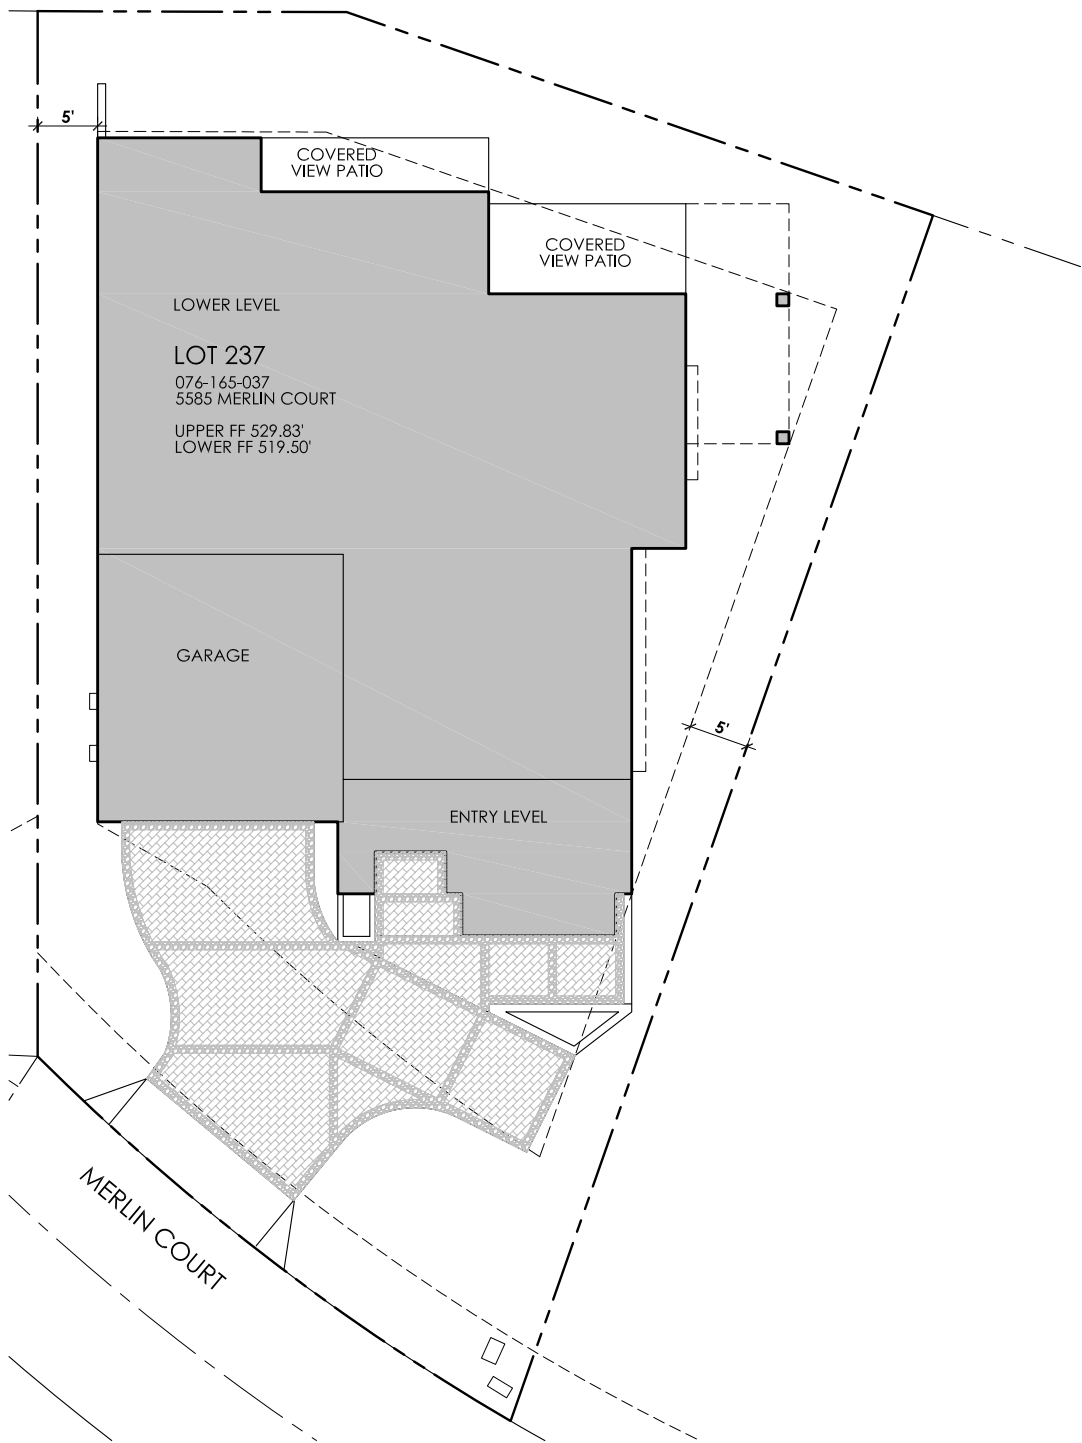 5'
COVERED
VIEW PATIO
COVERED
VIEW PATIO
LOWER LEVEL
LOT 237
076-165-037
5585 MERLIN COURT
UPPER FF 529.83'
LOWER FF 519.50'
GARAGE
5'
ENTRY LEVEL
MERLIN COURT